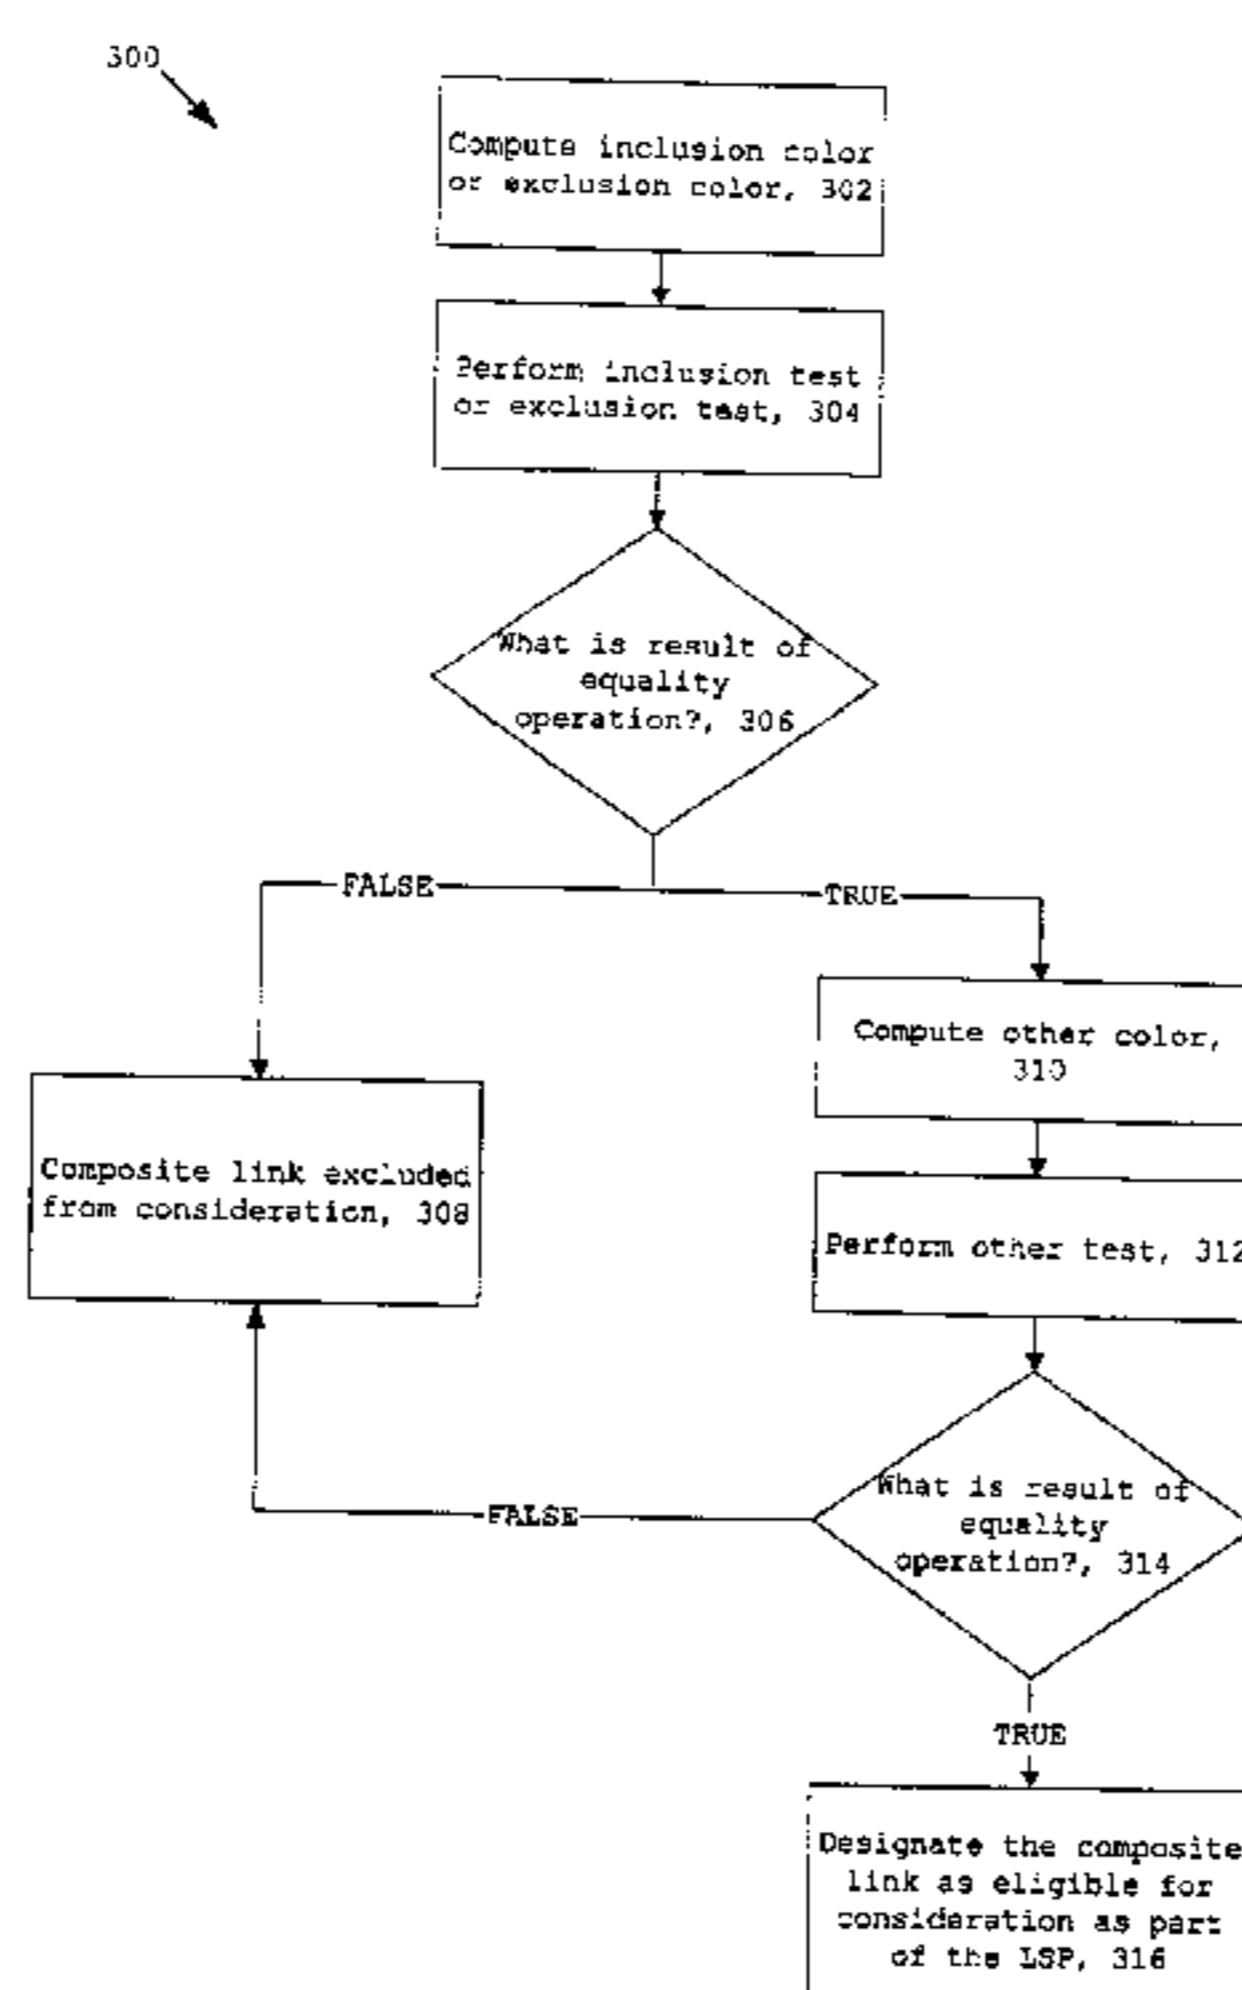 300
Compute inclusion color
or exclusion color, 302
Perform inclusion test
or exclusion test, 304
What is result of
equality
operation?, 306
FALSE
TRUE
Compute other color,
310
Composite link excluded
from consideration, 308
Perform other test, 312
What is result of
equality
operation?, 314
FALSE
TRUE
Designate the composite
link as eligible for
consideration as part
of the LSP, 316